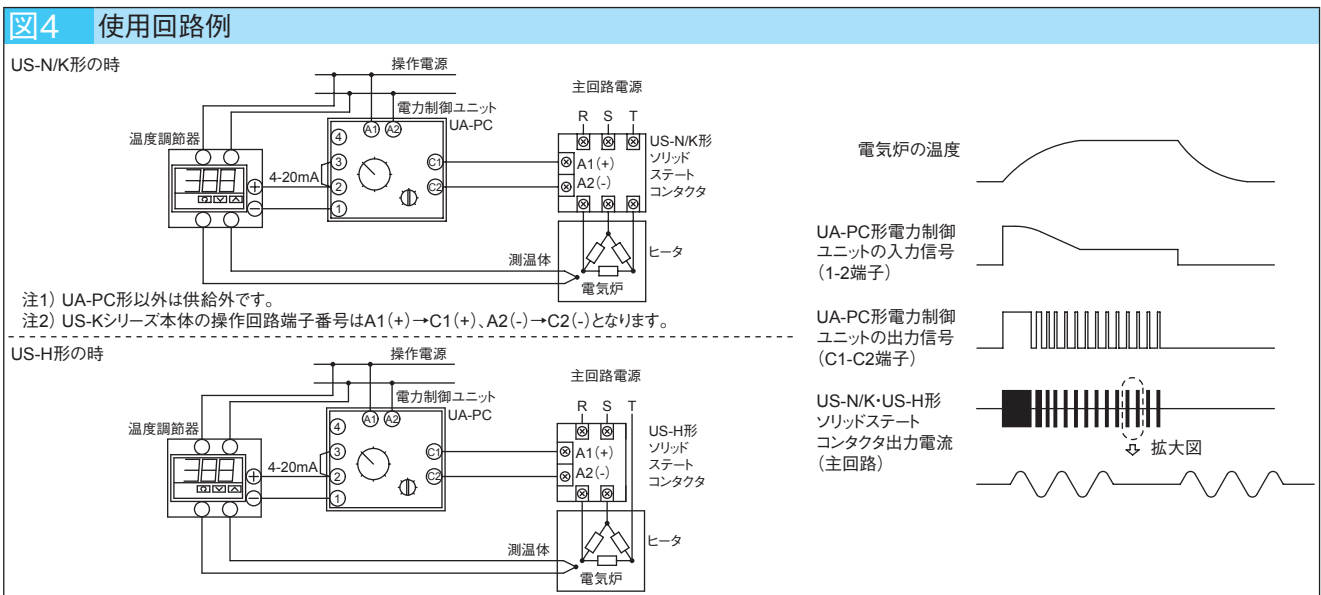 図4 使用回路例
US-N/K形の時
操作電源
主回路電源
電力制御ユニット
UA-PC
R S T
温度調節器
4
A1 A2
3
C1
4-20mA
2
C2
1
A1(+)
A2(-)
US-N/K形
ソリッド
ステート
コンタクタ
ヒータ
測温体
電気炉
注1) UA-PC形以外は供給外です。
注2) US-Kシリーズ本体の操作回路端子番号はA1(+)→C1(+)、A2(-)→C2(-)となります。
US-H形の時
操作電源
主回路電源
電力制御ユニット
UA-PC
R S T
温度調節器
4
A1 A2
3
C1
4-20mA
2
C2
1
A1(+)
A2(-)
US-H形
ソリッド
ステート
コンタクタ
ヒータ
測温体
電気炉
電気炉の温度
UA-PC形電力制御
ユニットの入力信号
(1-2端子)
UA-PC形電力制御
ユニットの出力信号
(C1-C2端子)
US-N/K・US-H形
ソリッドステート
コンタクタ出力電流
(主回路)
拡大図